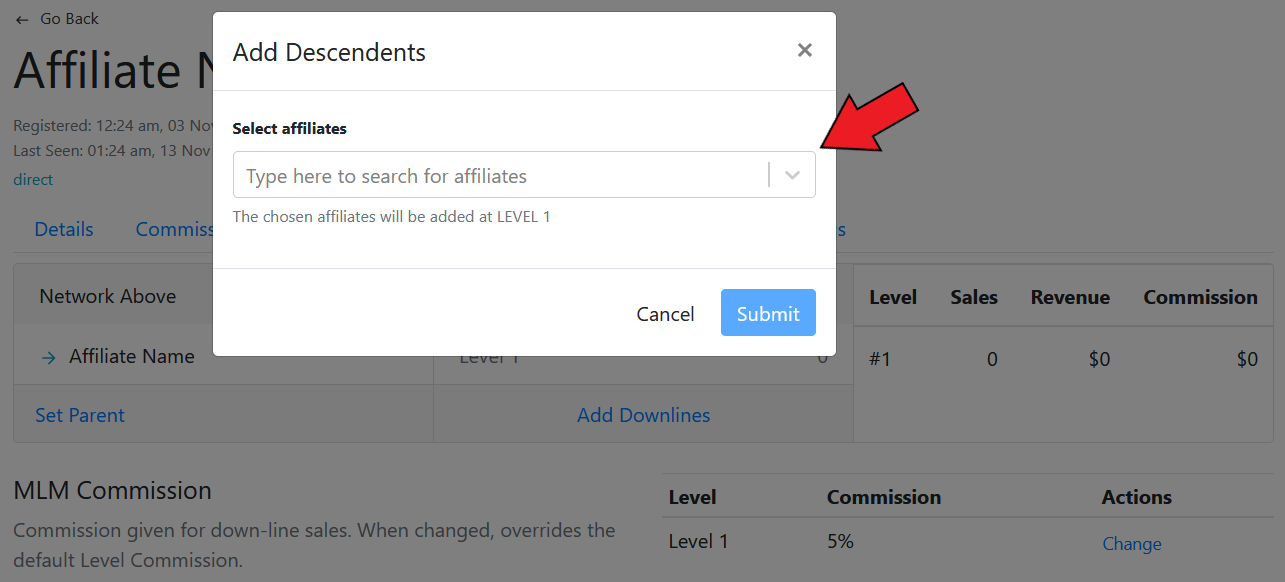 ← Go Back
Affiliate
Add Descendents
×
Registered: 12:24 am, 03 Nov
Last Seen: 01:24 am, 13 Nov
direct
Select affiliates
Type here to search for affiliates
The chosen affiliates will be added at LEVEL 1
Cancel Submit
Details Commiss s
Network Above
→ Affiliate Name
Level 1 0
Set Parent Add Downlines
Level Sales Revenue Commission
#1 0 $0 $0
MLM Commission
Commission given for down-line sales. When changed, overrides the
default Level Commission.
Level Commission Actions
Level 1 5% Change